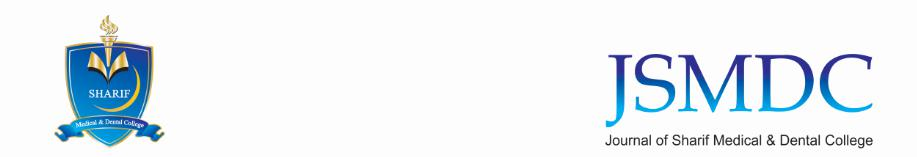 SHARIF
Medical & Dental College
JSMDC
Journal of Sharif Medical & Dental College